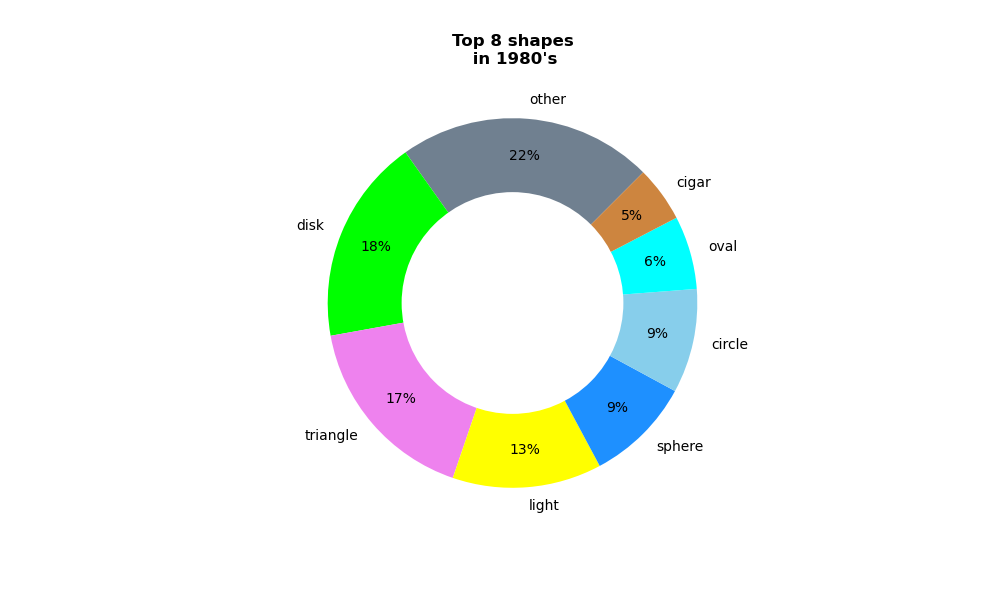 Top 8 shapes
in 1980's
other
22%
cigar
5%
disk
18%
oval
6%
circle
9%
triangle
17%
sphere
9%
light
13%